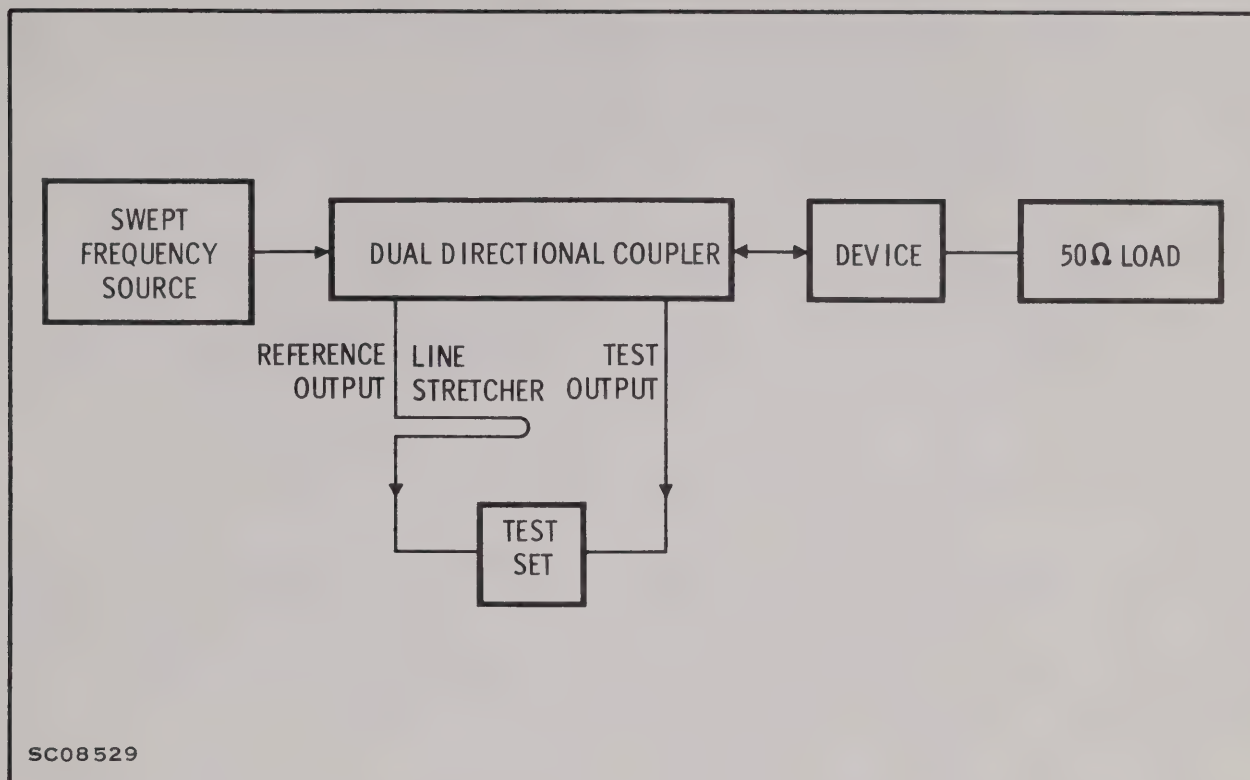 SWEPT
FREQUENCY
SOURCE
DUAL DIRECTIONAL COUPLER
DEVICE
50Ω LOAD
REFERENCE
OUTPUT
LINE
STRETCHER
TEST
OUTPUT
TEST
SET
SC08529